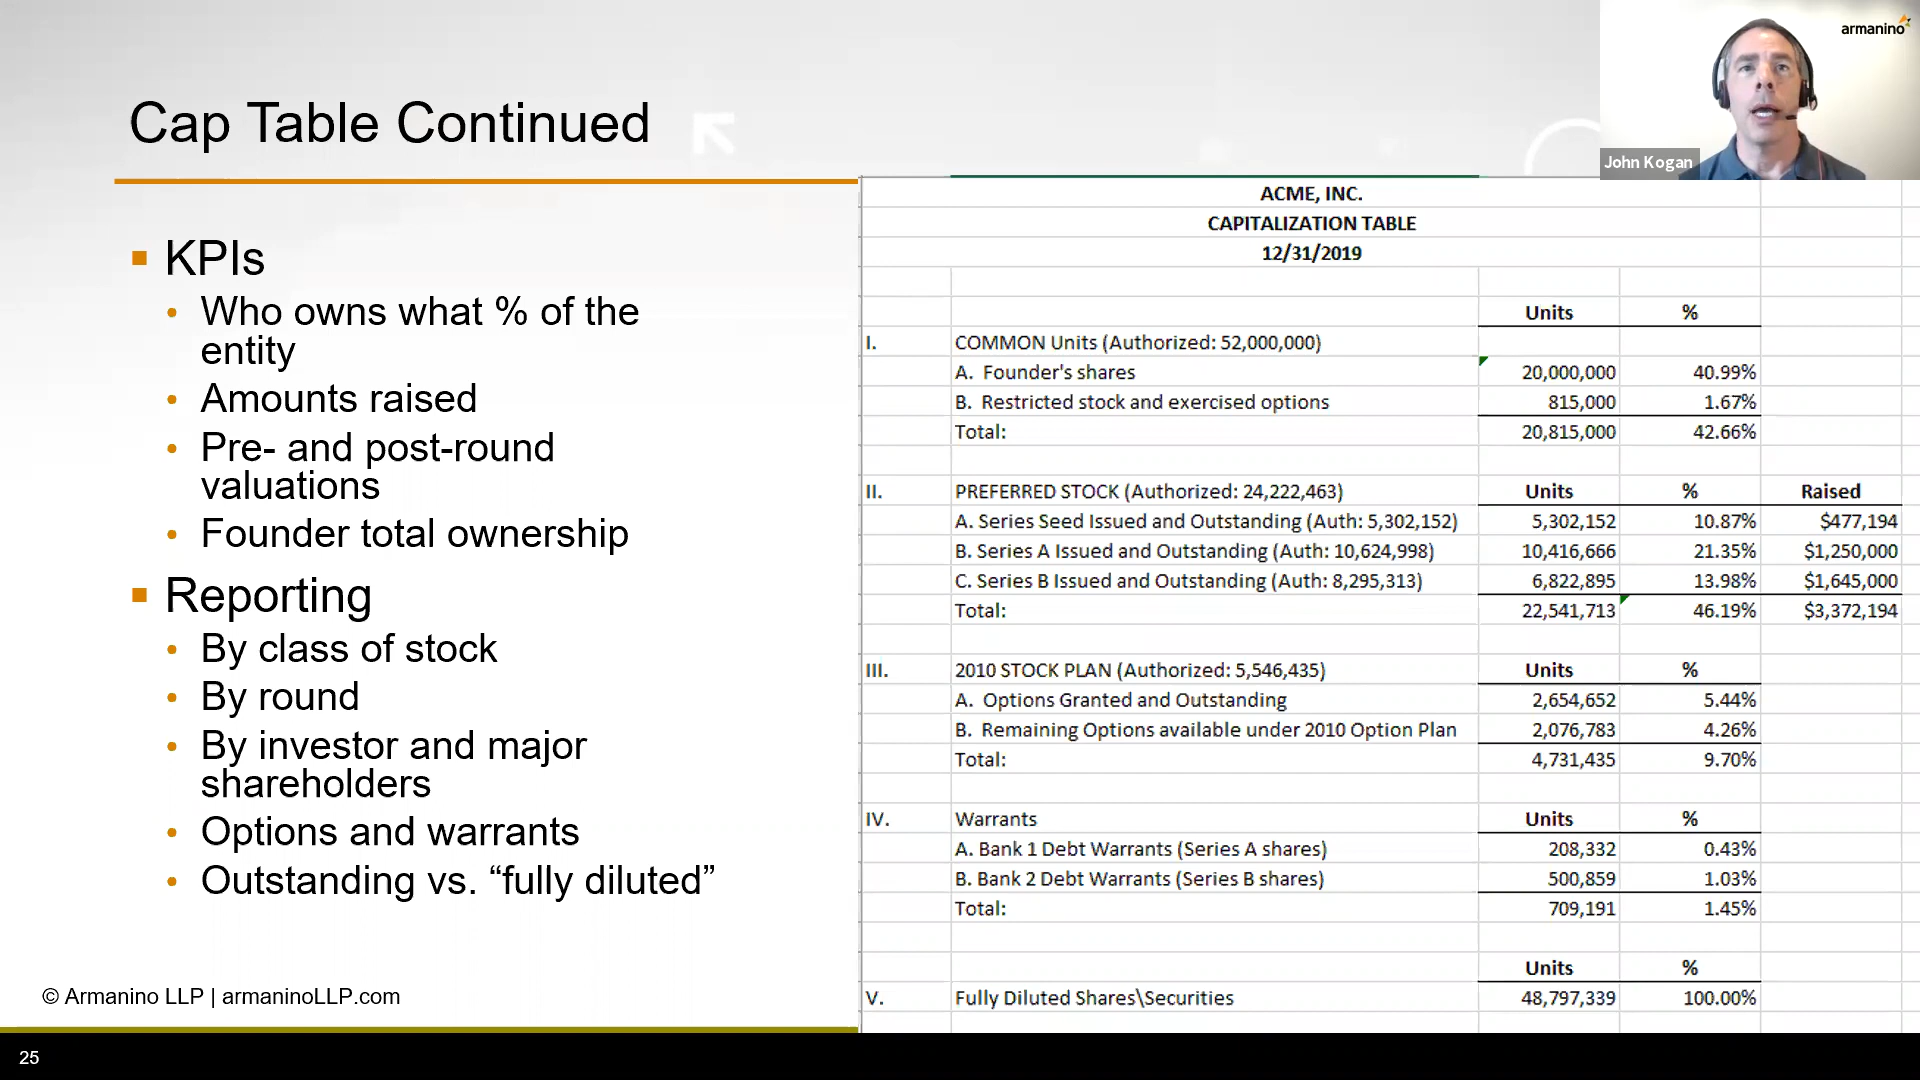 armanino
John Kogan
Cap Table Continued
KPIs
Who owns what % of the
entity
Amounts raised
Pre- and post-round
valuations
Founder total ownership
Reporting
By class of stock
By round
By investor and major
shareholders
Options and warrants
Outstanding vs. “fully diluted”
ACME, INC.
CAPITALIZATION TABLE
12/31/2019
Units %
I. COMMON Units (Authorized: 52,000,000)
A. Founder's shares 20,000,000 40.99%
B. Restricted stock and exercised options 815,000 1.67%
Total: 20,815,000 42.66%
II. PREFERRED STOCK (Authorized: 24,222,463) Units % Raised
A. Series Seed Issued and Outstanding (Auth: 5,302,152) 5,302,152 10.87% $477,194
B. Series A Issued and Outstanding (Auth: 10,624,998) 10,416,666 21.35% $1,250,000
C. Series B Issued and Outstanding (Auth: 8,295,313) 6,822,895 13.98% $1,645,000
Total: 22,541,713 46.19% $3,372,194
III. 2010 STOCK PLAN (Authorized: 5,546,435) Units %
A. Options Granted and Outstanding 2,654,652 5.44%
B. Remaining Options available under 2010 Option Plan 2,076,783 4.26%
Total: 4,731,435 9.70%
IV. Warrants Units %
A. Bank 1 Debt Warrants (Series A shares) 208,332 0.43%
B. Bank 2 Debt Warrants (Series B shares) 500,859 1.03%
Total: 709,191 1.45%
Units %
V. Fully Diluted Shares\Securities 48,797,339 100.00%
© Armanino LLP | armaninoLLP.com
25